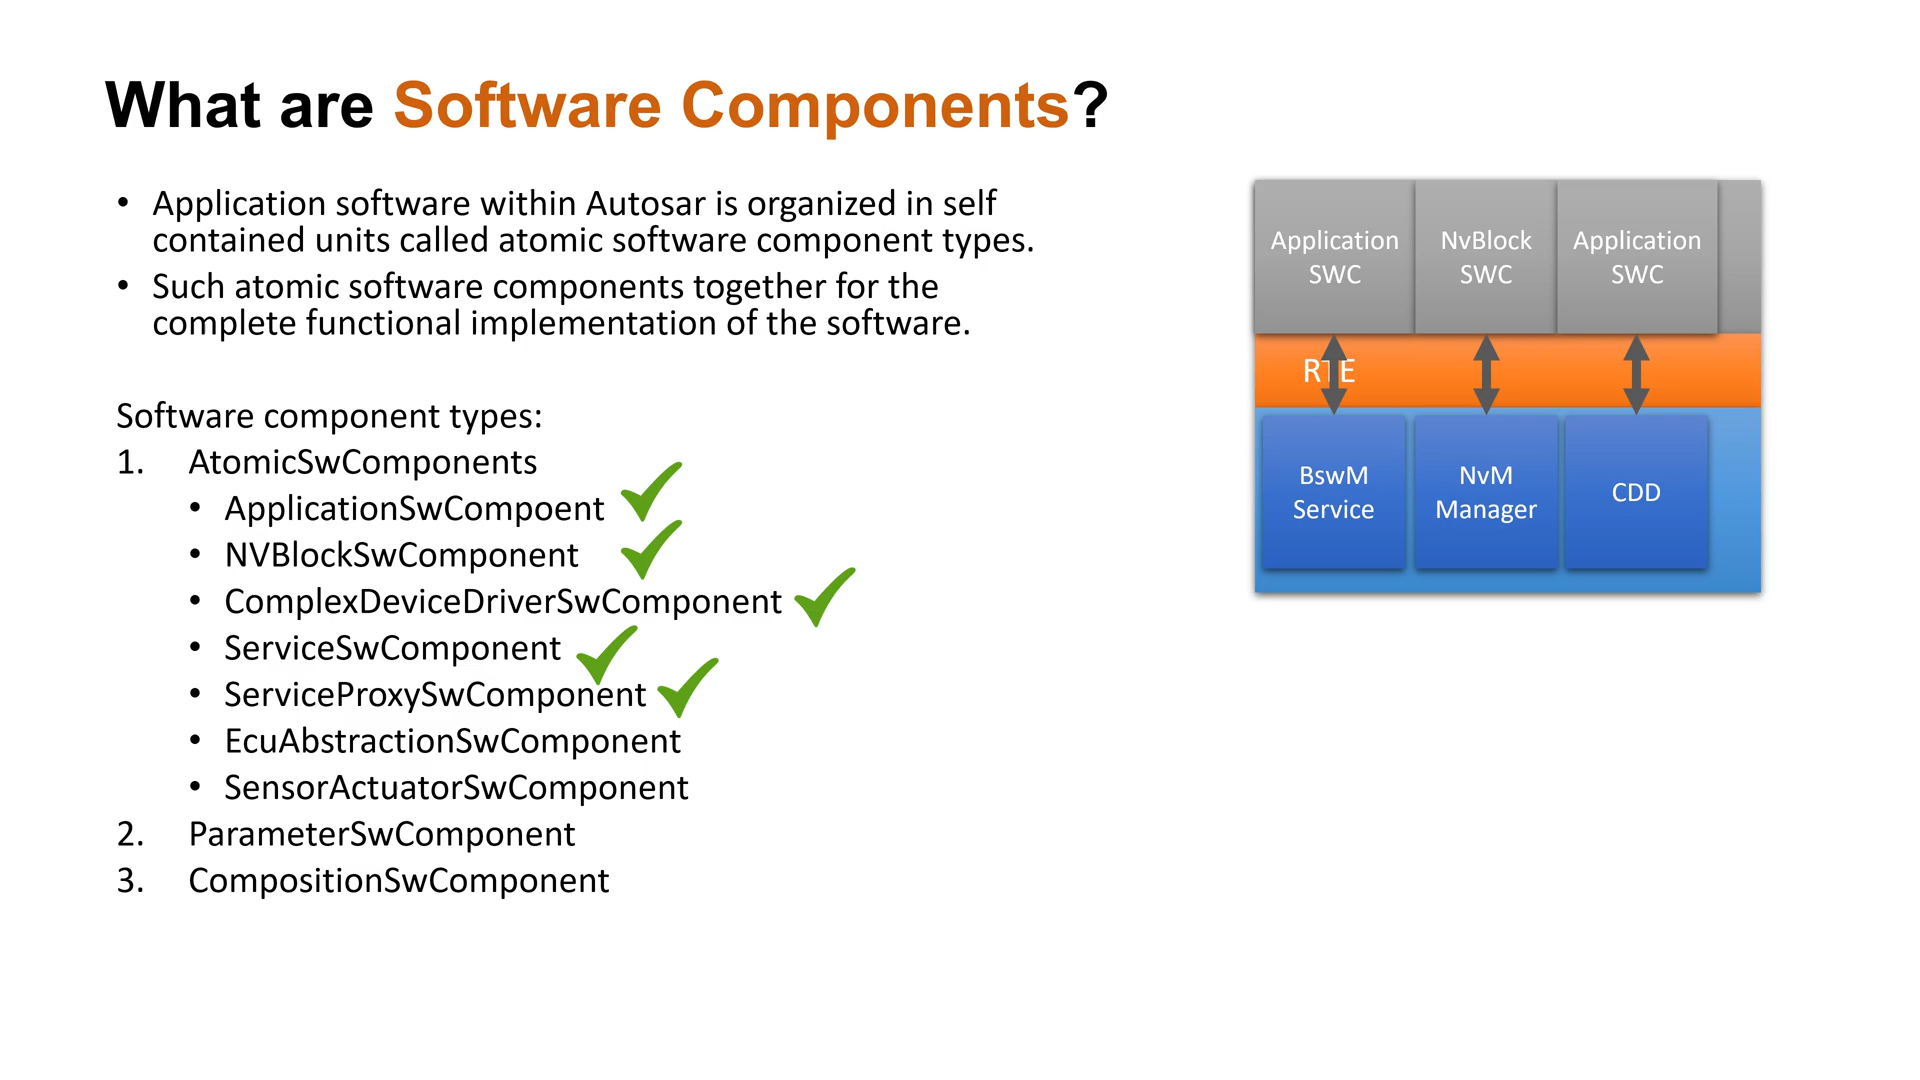 What are Software Components?
• Application software within Autosar is organized in self
contained units called atomic software component types.
• Such atomic software components together for the
complete functional implementation of the software.
Software component types:
1. AtomicSwComponents
• ApplicationSwCompoent
• NVBlockSwComponent
• ComplexDeviceDriverSwComponent
• ServiceSwComponent
• ServiceProxySwComponent
• EcuAbstractionSwComponent
• SensorActuatorSwComponent
2. ParameterSwComponent
3. CompositionSwComponent
Application
SWC
NvBlock
SWC
Application
SWC
RTE
BswM
Service
NvM
Manager
CDD